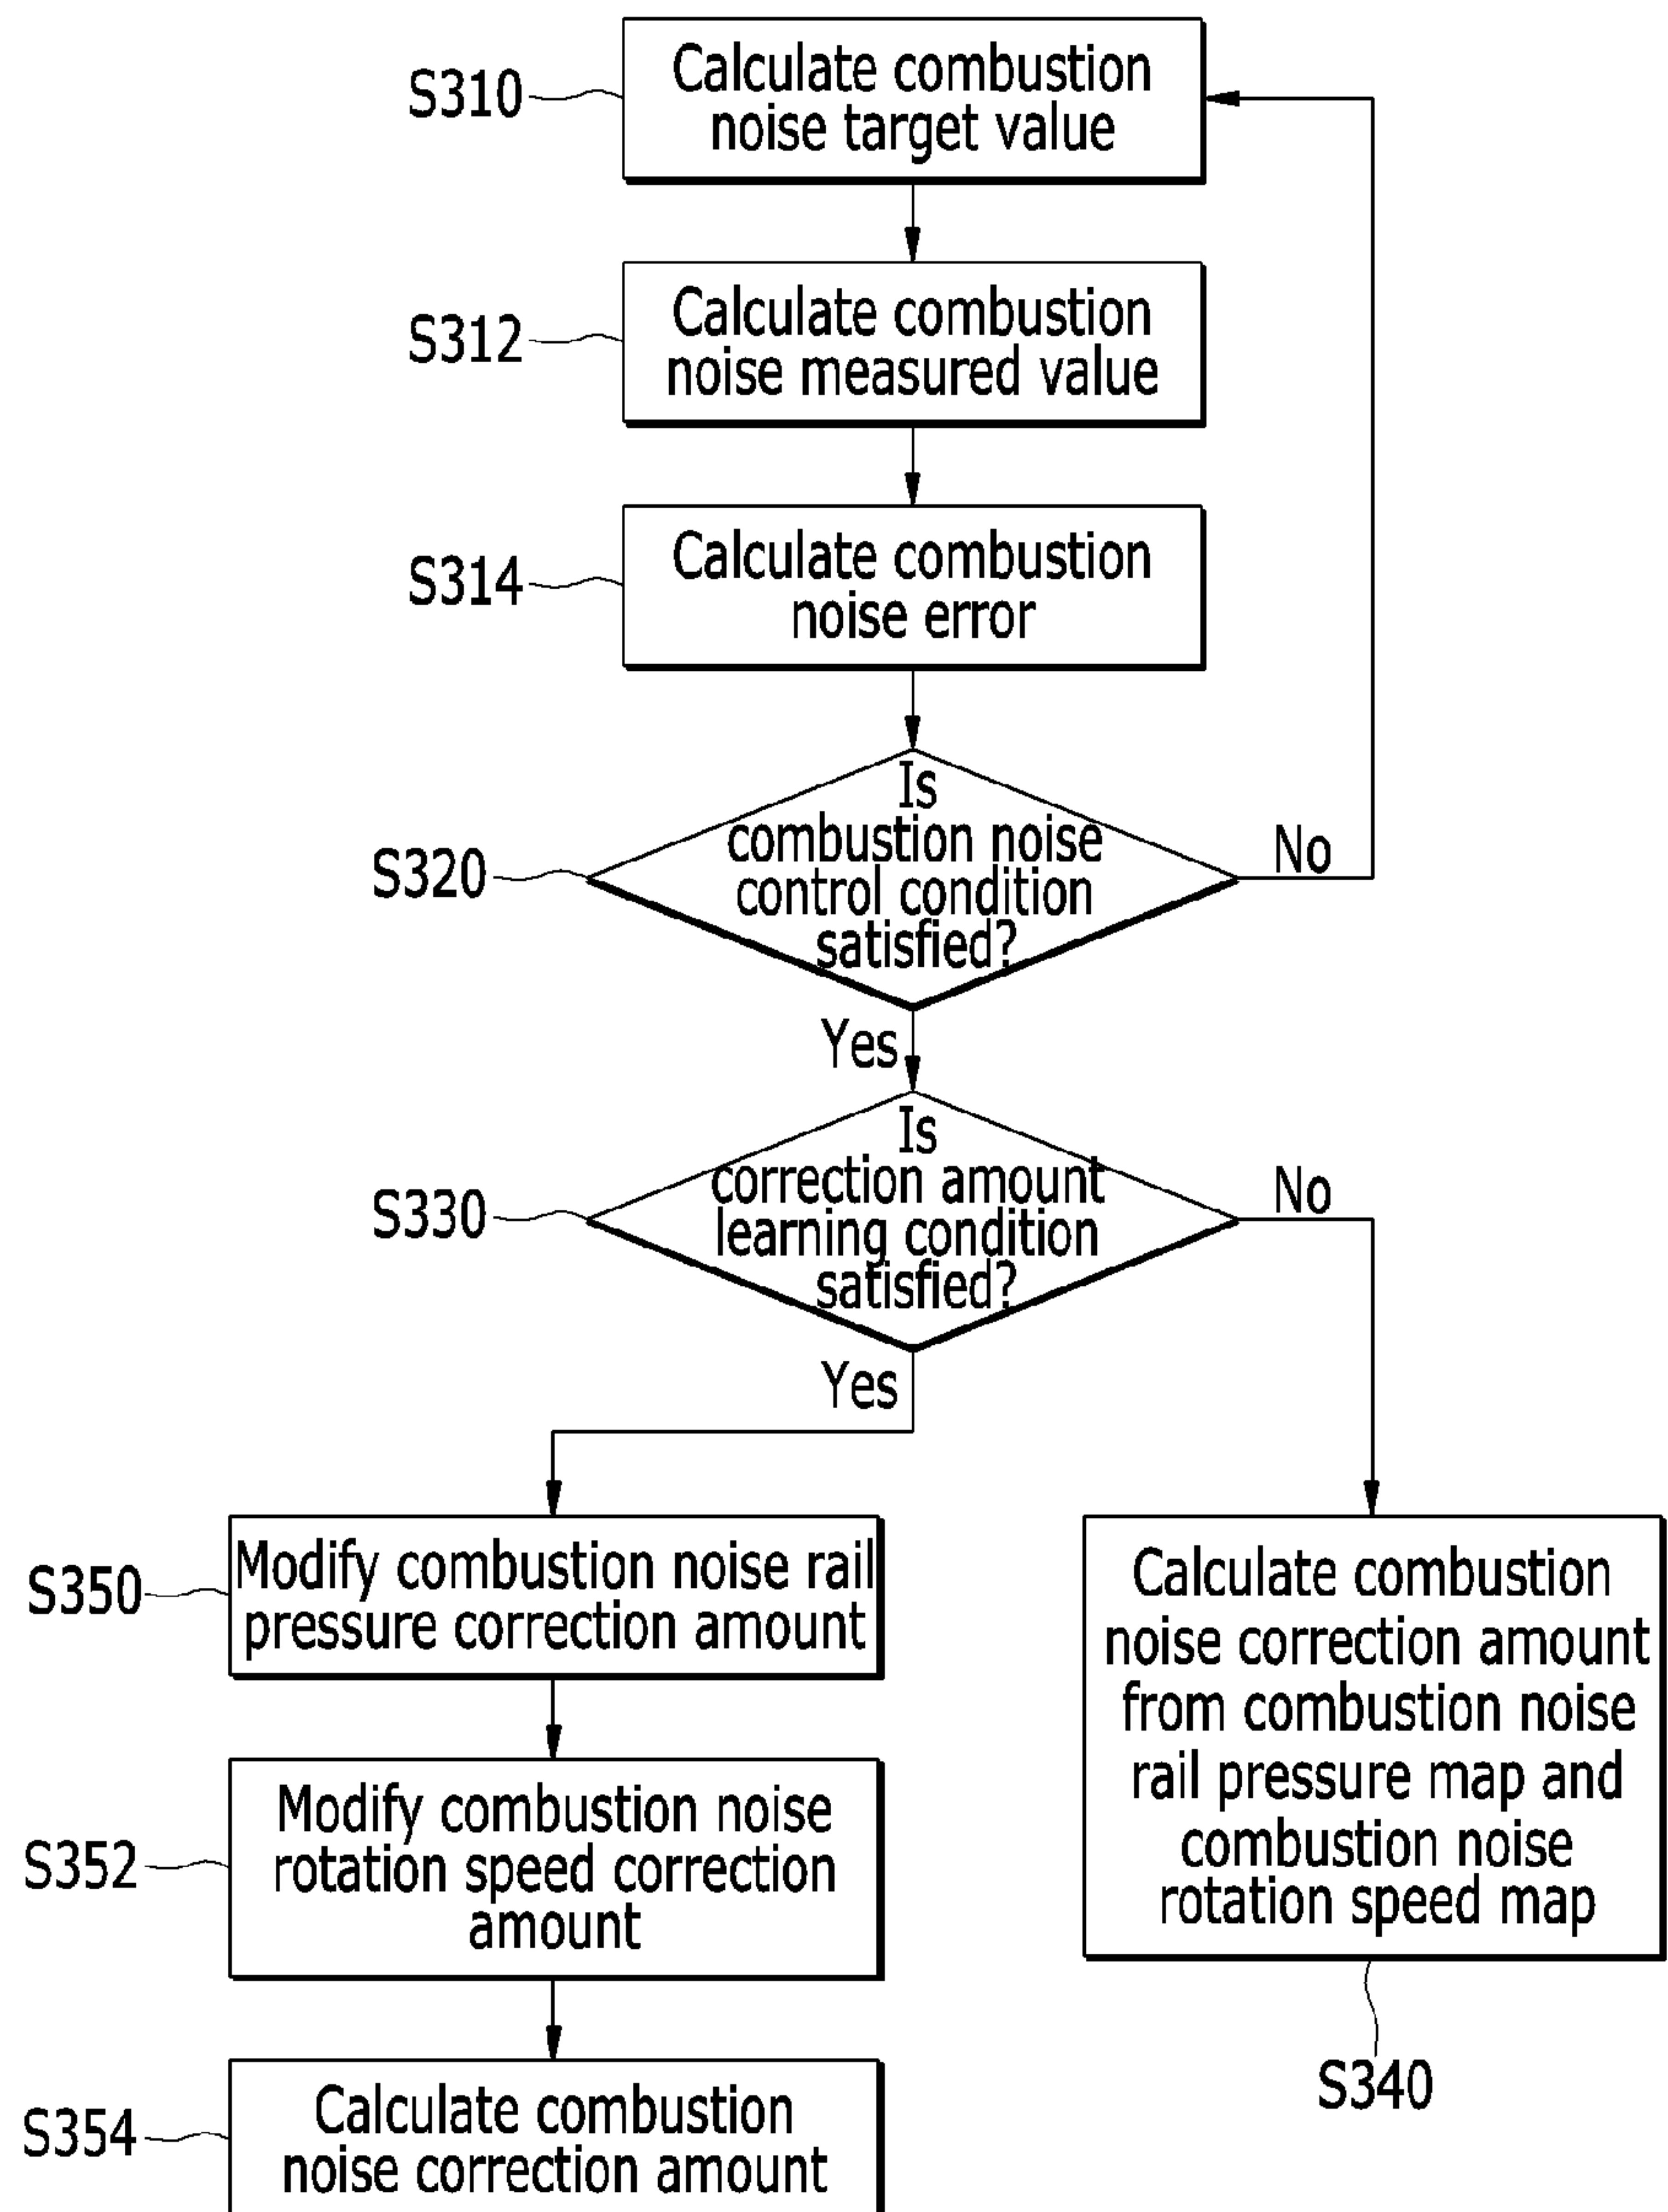 S310
Calculate combustion
noise target value
S312
Calculate combustion
noise measured value
S314
Calculate combustion
noise error
S320
Is
combustion noise
control condition
satisfied?
No
Yes
S330
Is
correction amount
learning condition
satisfied?
No
Yes
S350
Modify combustion noise rail
pressure correction amount
S352
Modify combustion noise
rotation speed correction
amount
S354
Calculate combustion
noise correction amount
Calculate combustion
noise correction amount
from combustion noise
rail pressure map and
combustion noise
rotation speed map
S340